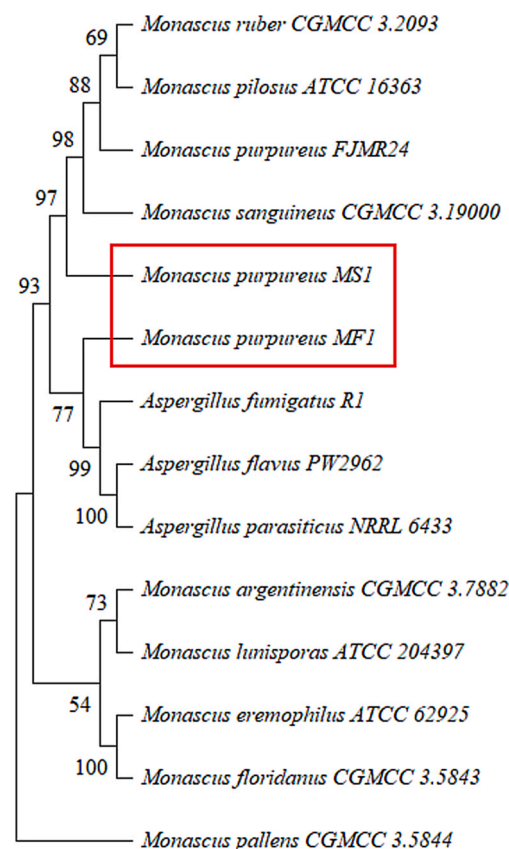 Monascus ruber CGMCC 3.2093
69
Monascus pilosus ATCC 16363
88
Monascus purpureus FJMR24
98
Monascus sanguineus CGMCC 3.19000
97
Monascus purpureus MS1
93
Monascus purpureus MF1
Aspergillus fumigatus R1
77
Aspergillus flavus PW2962
99
100
Aspergillus parasiticus NRRL 6433
Monascus argentinensis CGMCC 3.7882
73
Monascus lunisporas ATCC 204397
54
Monascus eremophilus ATCC 62925
100
Monascus floridanus CGMCC 3.5843
Monascus pallens CGMCC 3.5844